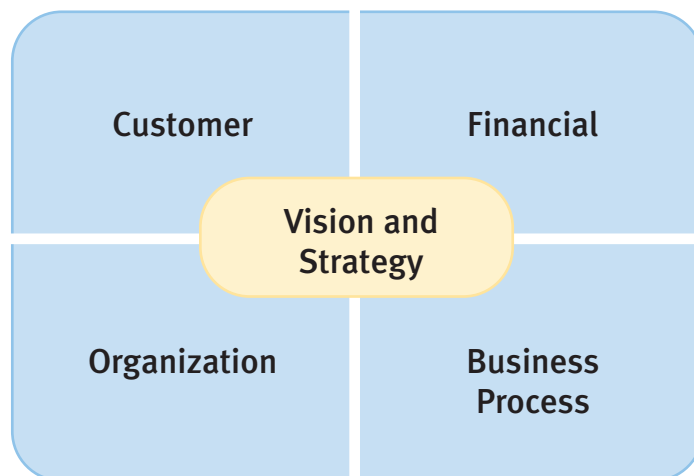 Customer
Financial
Vision and
Strategy
Organization
Business
Process